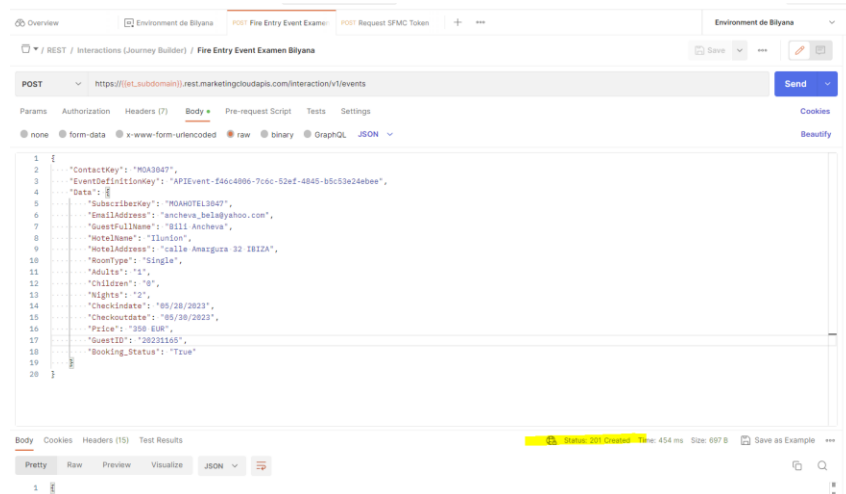 Overview Environment de Bilyana POST Fire Entry Event Examen POST Request SFMC Token + ••• Environment de Bilyana
/ REST / Interactions (Journey Builder) / Fire Entry Event Examen Bilyana Save •••
POST https://{{et_subdomain}}.rest.marketingcloudapis.com/interaction/v1/events Send
Params Authorization Headers (7) Body Pre-request Script Tests Settings Cookies
none form-data x-www-form-urlencoded raw binary GraphQL JSON Beautify
1 {
2 "ContactKey": "MOA3047",
3 "EventDefinitionKey": "APIEvent-f46c4006-7c6c-52ef-4845-b5c53e24ebee",
4 "Data": {
5 "SubscriberKey": "MOAHOTEL3047",
6 "EmailAddress": "ancheva_bela@yahoo.com",
7 "GuestFullName": "Bili Ancheva",
8 "HotelName": "Ilunion",
9 "HotelAddress": "calle Amargura 32 IBIZA",
10 "RoomType": "Single",
11 "Adults": "1",
12 "Children": "0",
13 "Nights": "2",
14 "Checkindate": "05/28/2023",
15 "Checkoutdate": "05/30/2023",
16 "Price": "350 EUR",
17 "GuestID": "20231165",
18 "Booking_Status": "True"
19 }
20 }
Body Cookies Headers (15) Test Results Status: 201 Created Time: 454 ms Size: 697 B Save as Example •••
Pretty Raw Preview Visualize JSON
1 {